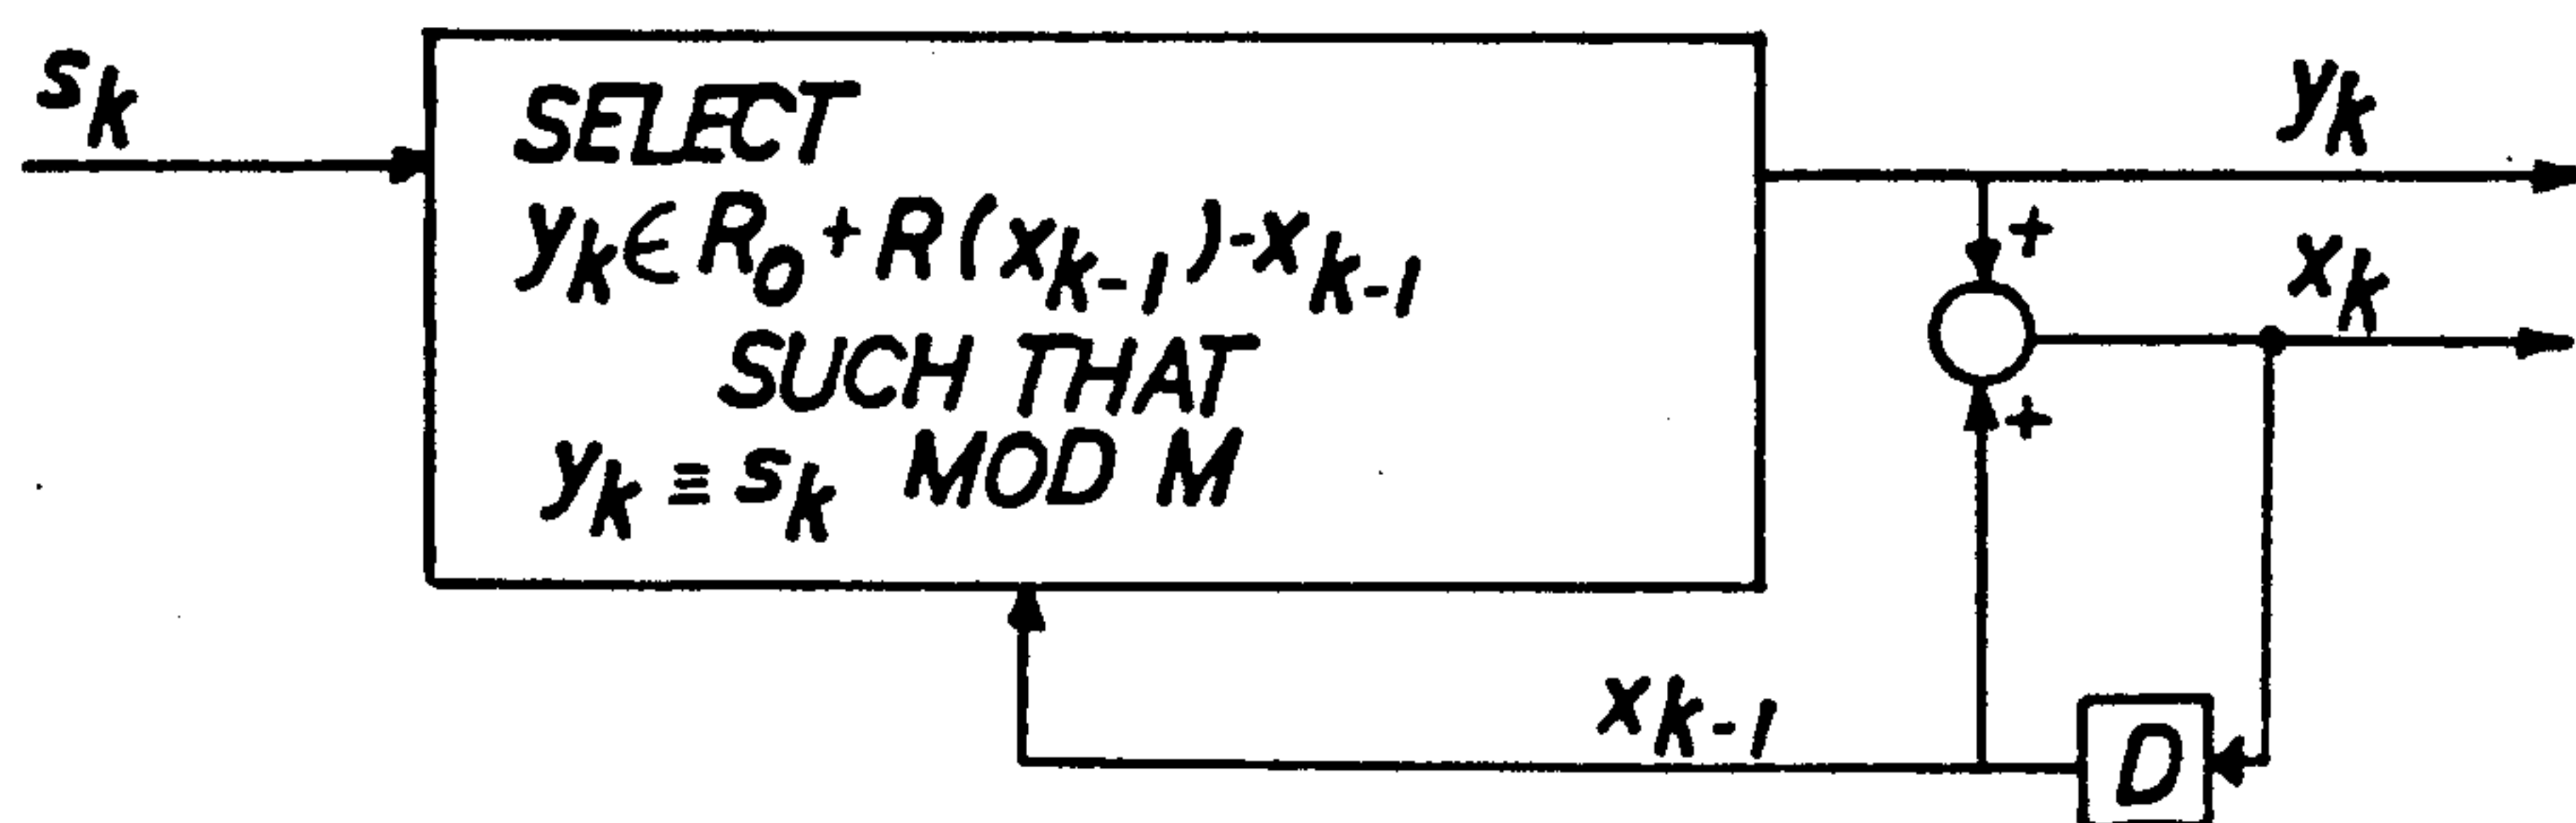 s_k
SELECT
y_k ∈ R_0 + R(x_{k-1}) - x_{k-1}
SUCH THAT
y_k ≡ s_k MOD M
y_k
+
x_k
+
x_{k-1}
D